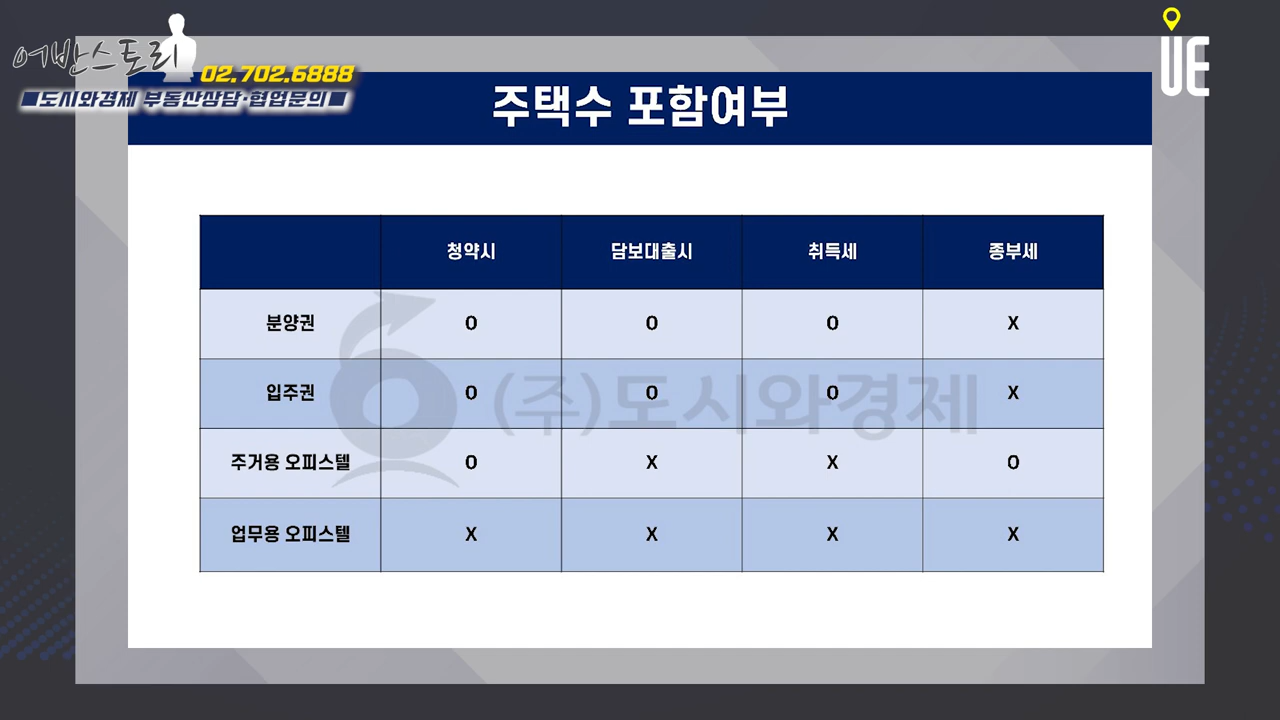 어반스토리
02.702.6888
■도시와경제 부동산상담·협업문의■
UE
주택수 포함여부
청약시 담보대출시 취득세 종부세
분양권 O O O X
입주권 O O O X
주거용 오피스텔 O X X O
업무용 오피스텔 X X X X
(주)도시와경제